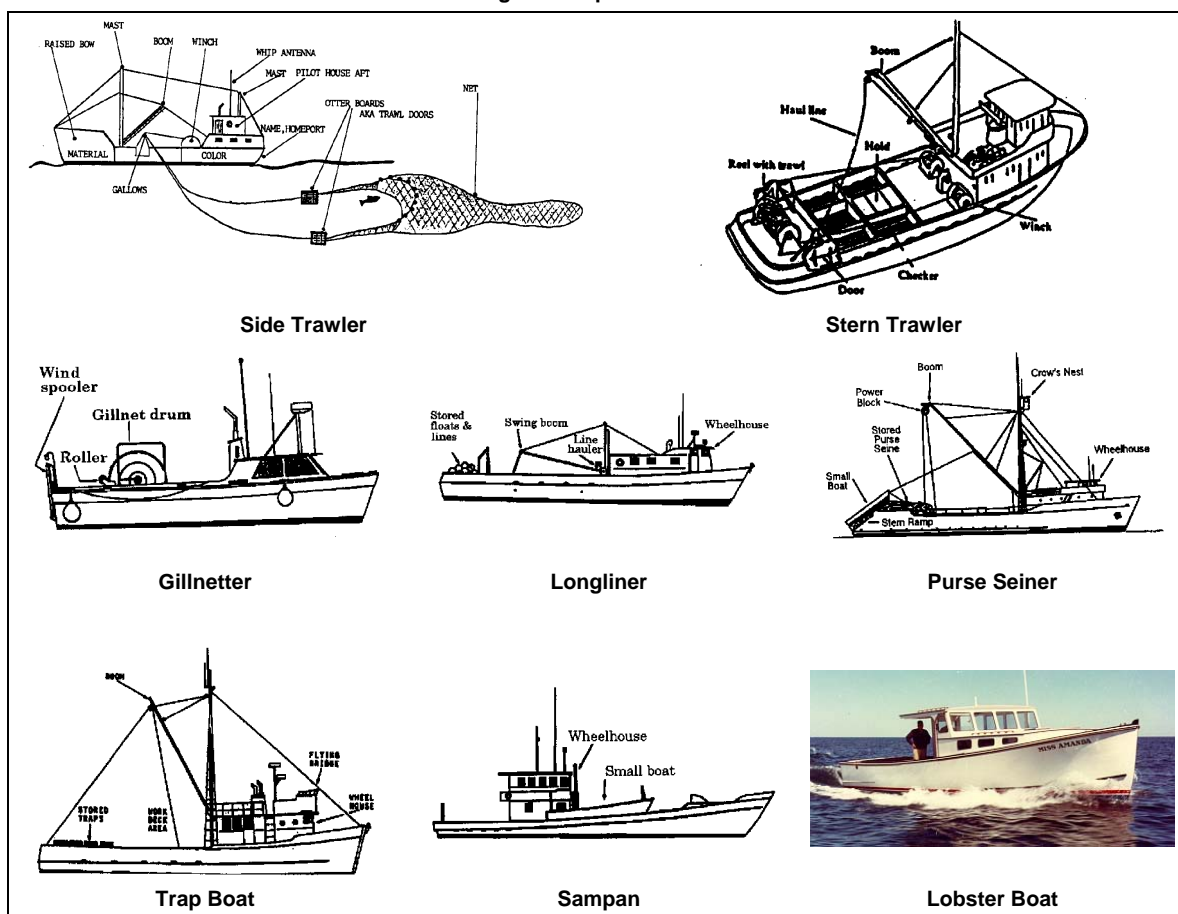 MAST
RAISED BOW
BOOM
WINCH
WHIP ANTENNA
MAST PILOT HOUSE AFT
OTTER BOARDS
AKA TRAWL DOORS
NET
NAME, HOMEPORT
MATERIAL
COLOR
GALLOWS
Side Trawler
Boom
Haul line
Hold
Reel with trawl
Winch
Checker
Door
Stern Trawler
Wind
spooler
Gillnet drum
Roller
Gillnetter
Stored
floats &
lines
Swing boom
Line
hauler
Wheelhouse
Longliner
Boom
Crow's Nest
Power
Block
Stored
Purse
Seine
Wheelhouse
Small
Boat
Stern Ramp
Purse Seiner
BOOM
FLYING
BRIDGE
WHEEL
HOUSE
STORED
TRAPS
WORK
DECK
AREA
Trap Boat
Wheelhouse
Small boat
Sampan
MISS AMANDA
Lobster Boat